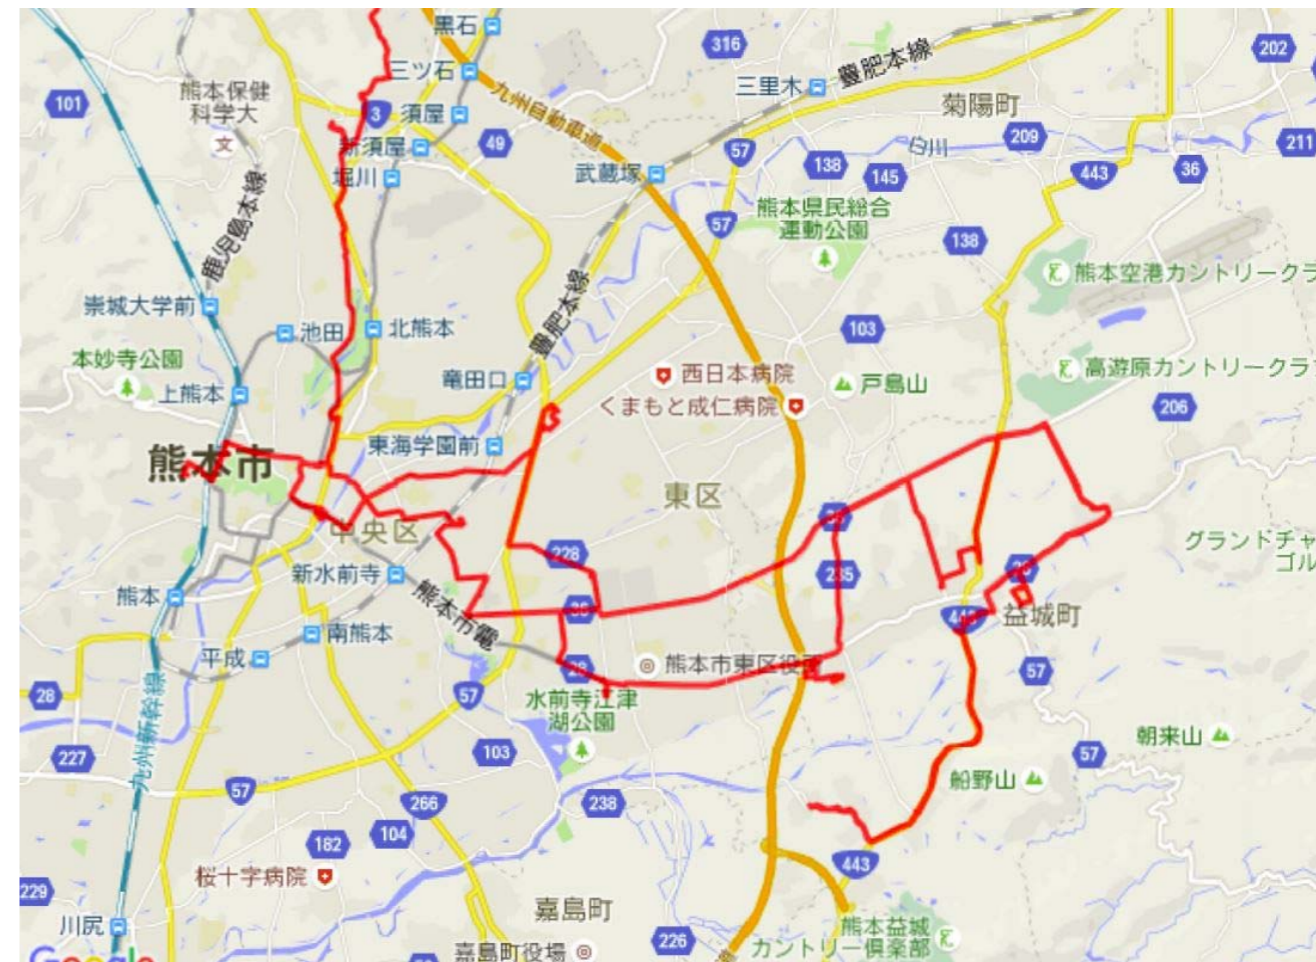 黒石
316
202
三ツ石
豊肥本線
三里木
101
熊本保健
科学大
九州自動車道
菊陽町
3
須屋
文
新須屋
49
57
209
211
白川
堀川
武蔵塚
138
145
443
36
鹿児島本線
熊本県民総合
運動公園
57
138
熊本空港カントリークラ
崇城大学前
池田
北熊本
豊肥本線
103
本妙寺公園
竜田口
西日本病院
高遊原カントリークラ
上熊本
くまもと成仁病院
戸島山
206
熊本市
東海学園前
東区
中央区
228
235
グランドチャ
ゴル
新水前寺
28
熊本
熊本市電
益城町
南熊本
平成
28
熊本市東区役所
57
28
水前寺江津
湖公園
57
九州新幹線
227
103
朝来山
57
57
266
238
船野山
182
104
443
桜十字病院
229
嘉島町
川尻
226
熊本益城
カントリー倶楽部
嘉島町役場
Google